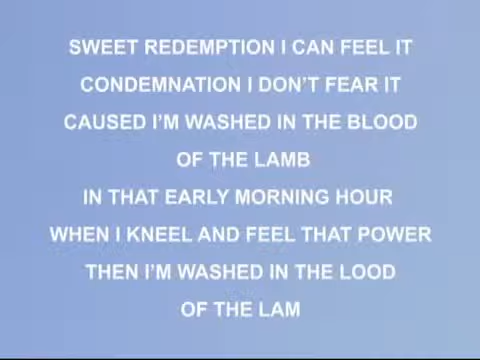 SWEET REDEMPTION I CAN FEEL IT
CONDEMNATION I DON'T FEAR IT
CAUSED I'M WASHED IN THE BLOOD
OF THE LAMB
IN THAT EARLY MORNING HOUR
WHEN I KNEEL AND FEEL THAT POWER
THEN I'M WASHED IN THE LOOD
OF THE LAM